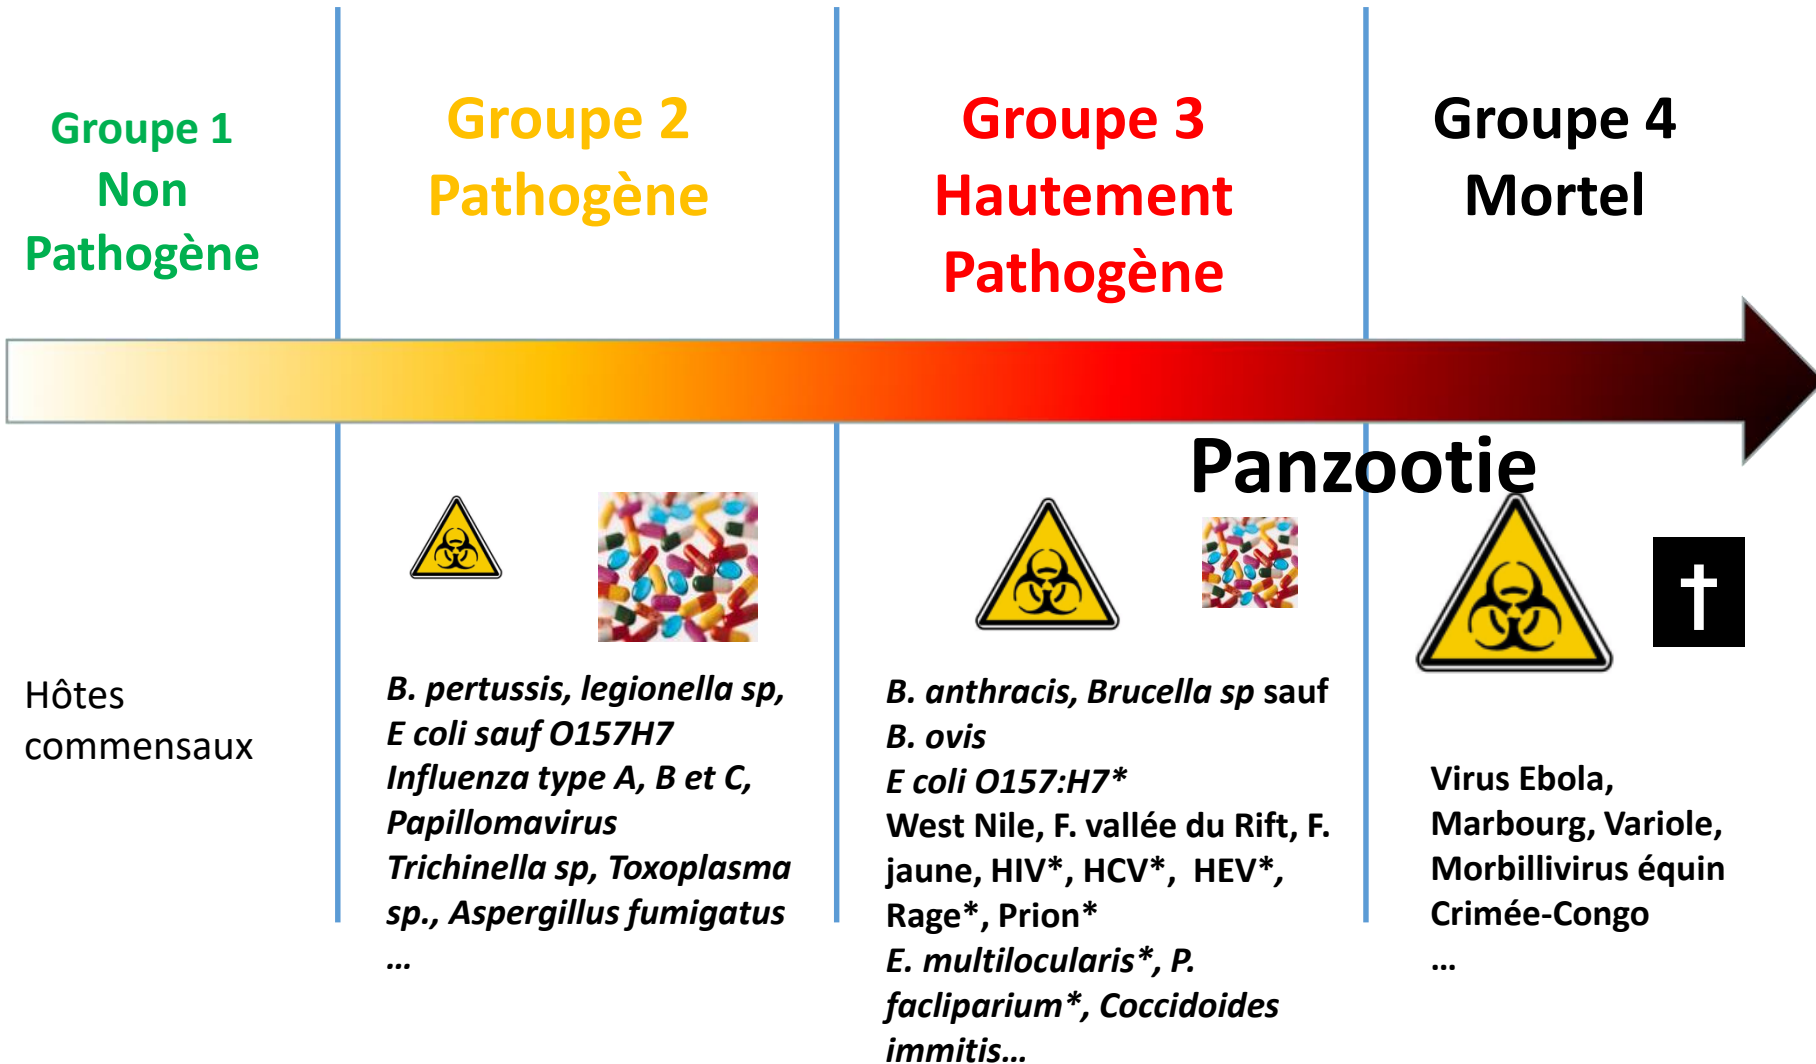 Groupe 1
Non
Pathogène
Groupe 2
Pathogène
Groupe 3
Hautement
Pathogène
Groupe 4
Mortel
Panzootie
Hôtes
commensaux
B. pertussis, legionella sp,
E coli sauf O157H7
Influenza type A, B et C,
Papillomavirus
Trichinella sp, Toxoplasma
sp., Aspergillus fumigatus
…
B. anthracis, Brucella sp sauf
B. ovis
E coli O157:H7*
West Nile, F. vallée du Rift, F.
jaune, HIV*, HCV*, HEV*,
Rage*, Prion*
E. multilocularis*, P.
facliparium*, Coccidoides
immitis…
Virus Ebola,
Marbourg, Variole,
Morbillivirus équin
Crimée-Congo
…